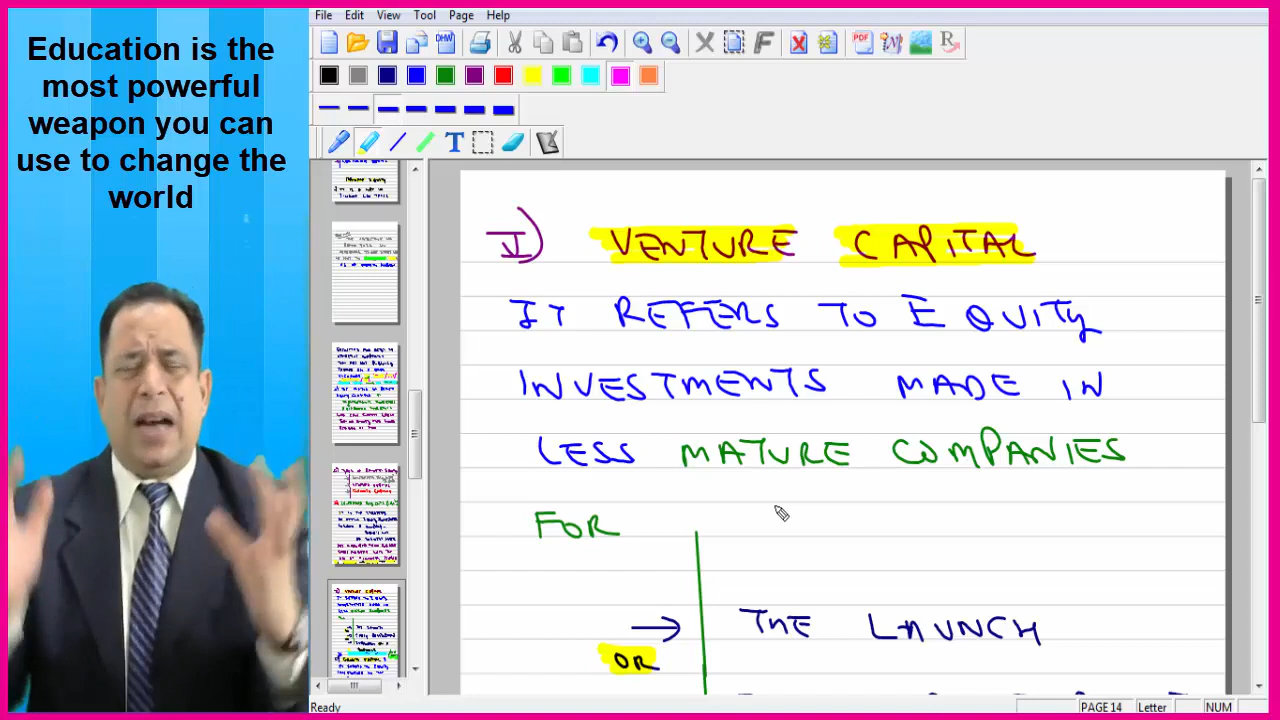 Education is the
most powerful
weapon you can
use to change the
world
File Edit View Tool Page Help
V) VENTURE CAPITAL
IT REFERS TO EQUITY
INVESTMENTS MADE IN
LESS MATURE COMPANIES
FOR
→ THE LAUNCH
OR
Ready PAGE 14 Letter NUM